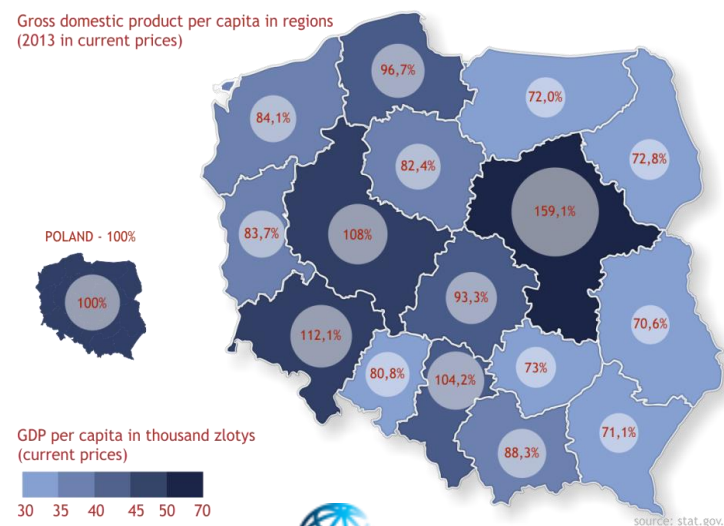 Gross domestic product per capita in regions
(2013 in current prices)
96,7%
72,0%
84,1%
82,4%
72,8%
159,1%
83,7%
108%
POLAND - 100%
100%
93,3%
112,1%
70,6%
80,8%
104,2%
73%
71,1%
88,3%
GDP per capita in thousand zlotys
(current prices)
30 35 40 45 50 70
source: stat.gov.